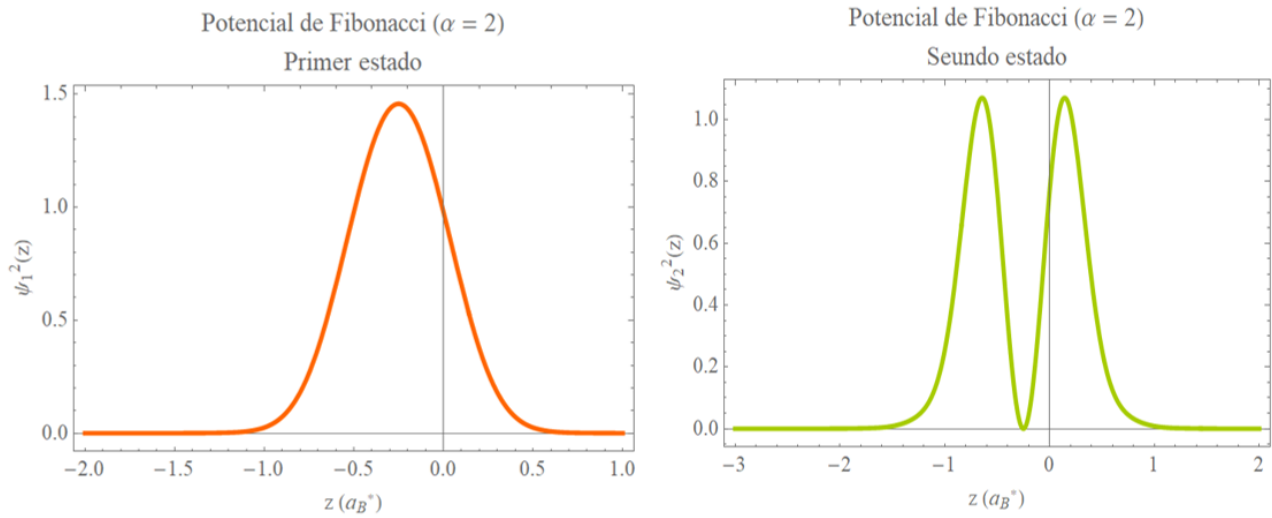 Potencial de Fibonacci (α = 2)
Primer estado
1.5
1.0
0.5
0.0
ψ₁²(z)
−2.0 −1.5 −1.0 −0.5 0.0 0.5 1.0
z (a_B*)
Potencial de Fibonacci (α = 2)
Seundo estado
1.0
0.8
0.6
0.4
0.2
0.0
ψ₂²(z)
−3 −2 −1 0 1 2
z (a_B*)